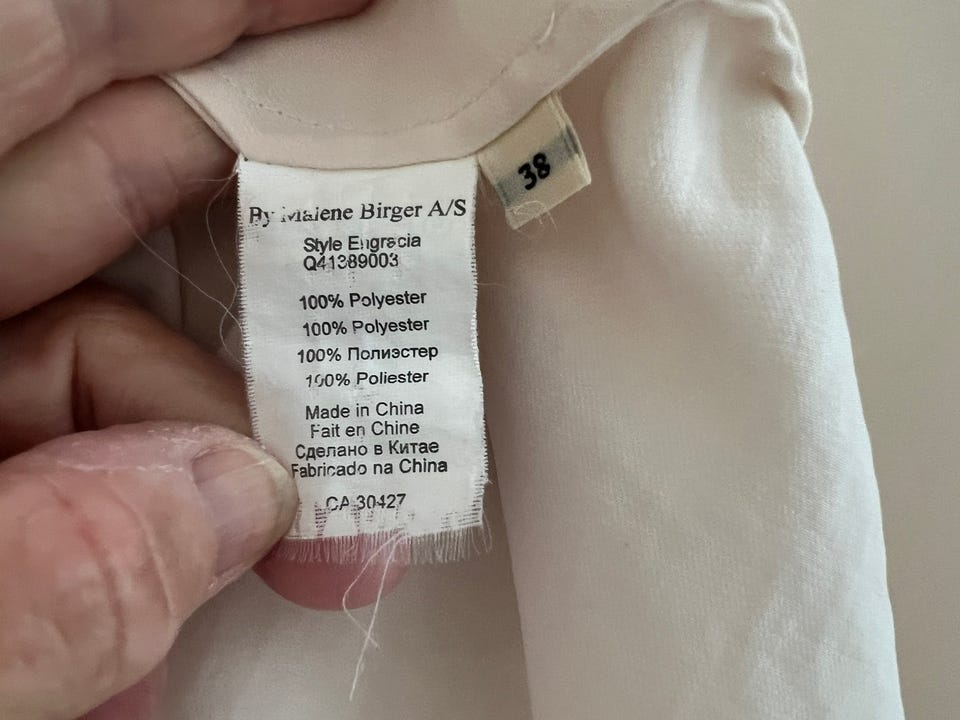 By Malene Birger A/S
Style Engracia
Q41389003
100% Polyester
100% Polyester
100% Полиэстер
100% Poliester
Made in China
Fait en Chine
Сделано в Китае
Fabricado na China
CA 30427
38